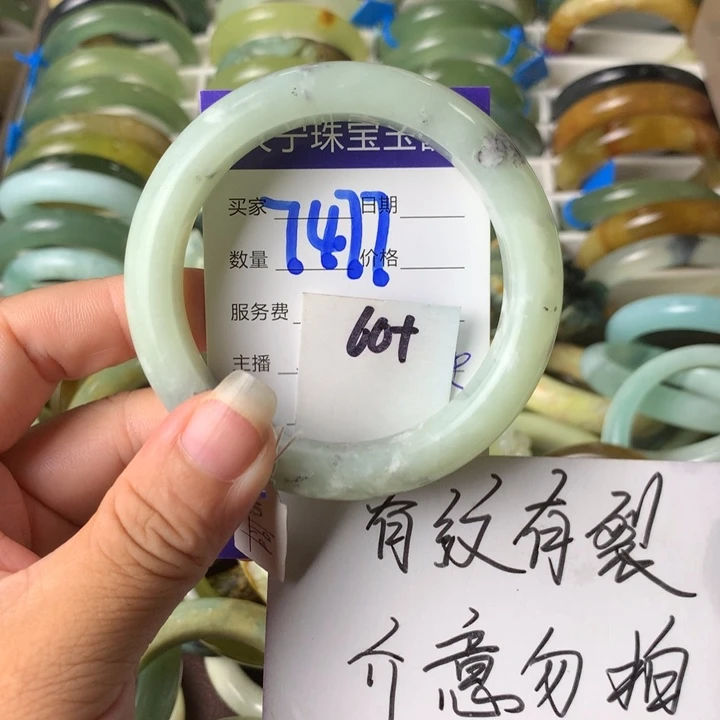 宁珠宝玉
买家 日期
7477
数量 价格
服务费
60+
主播
有纹有裂
介意勿拍